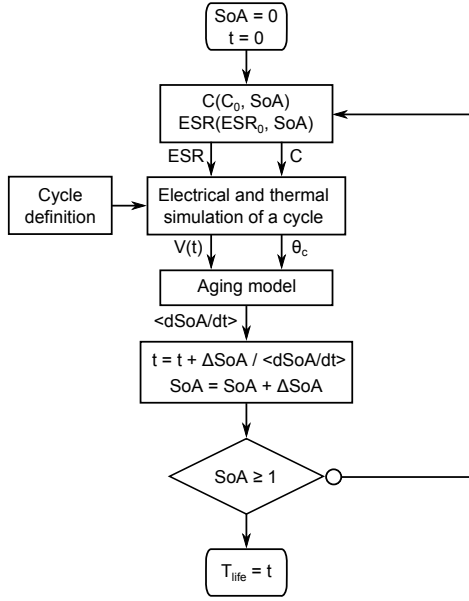 SoA = 0
t = 0
C(C₀, SoA)
ESR(ESR₀, SoA)
ESR
C
Cycle
definition
Electrical and thermal
simulation of a cycle
V(t)
θc
Aging model
<dSoA/dt>
t = t + ΔSoA / <dSoA/dt>
SoA = SoA + ΔSoA
SoA ≥ 1
Tlife = t